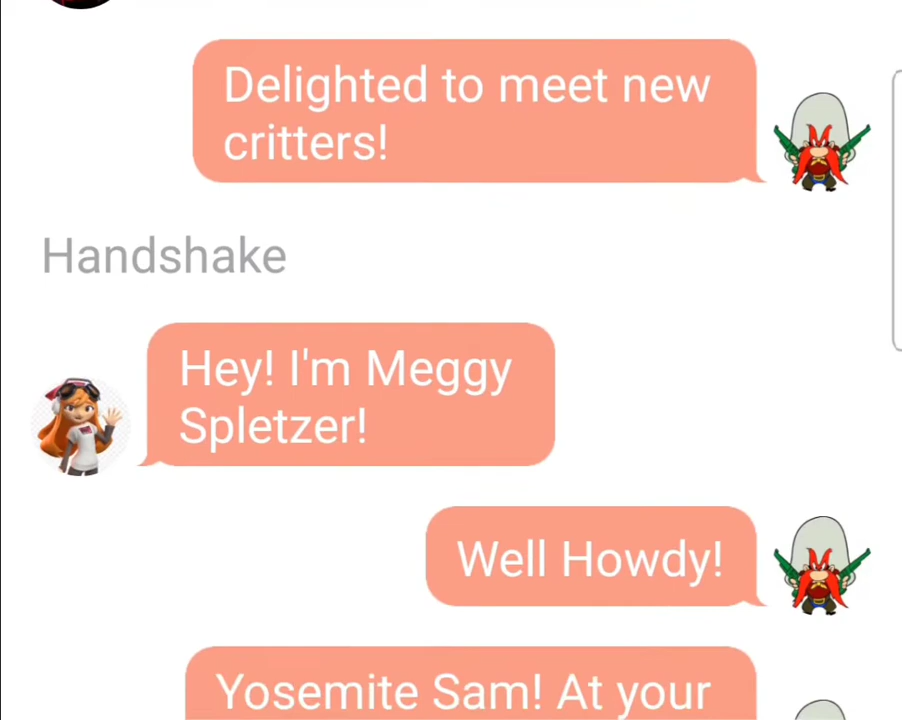 Delighted to meet new
critters!
Handshake
Hey! I'm Meggy
Spletzer!
Well Howdy!
Yosemite Sam! At your